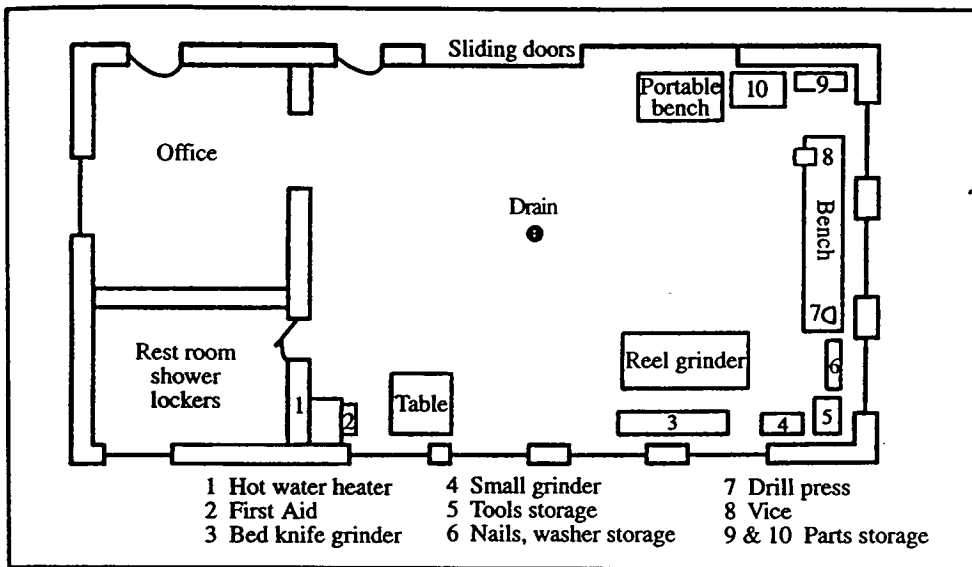 Sliding doors
Portable
bench
10
9
Office
8
Drain
Bench
7
Rest room
shower
lockers
Reel grinder
6
1
2
Table
3
4
5
1 Hot water heater
2 First Aid
3 Bed knife grinder
4 Small grinder
5 Tools storage
6 Nails, washer storage
7 Drill press
8 Vice
9 & 10 Parts storage